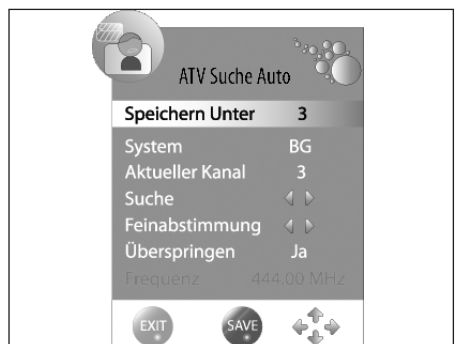 ATV Suche Auto
Speichern Unter 3
System BG
Aktueller Kanal 3
Suche
Feinabstimmung
Überspringen Ja
Frequenz 444.00 MHz
EXIT SAVE